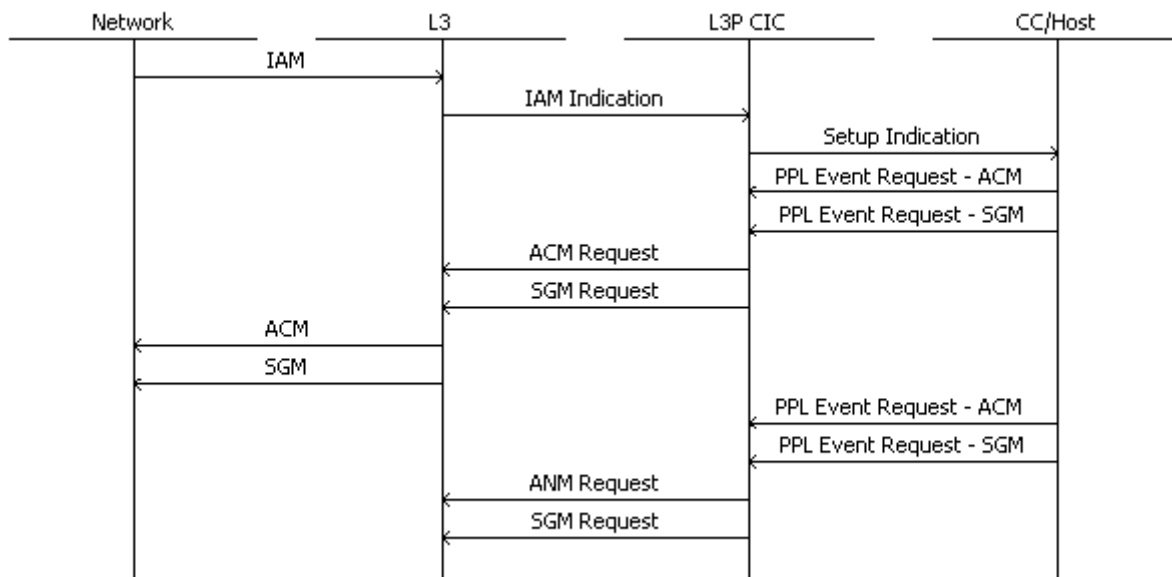 Network L3 L3P CIC CC/Host
IAM
IAM Indication
Setup Indication
PPL Event Request - ACM
PPL Event Request - SGM
ACM Request
SGM Request
ACM
SGM
PPL Event Request - ACM
PPL Event Request - SGM
ANM Request
SGM Request